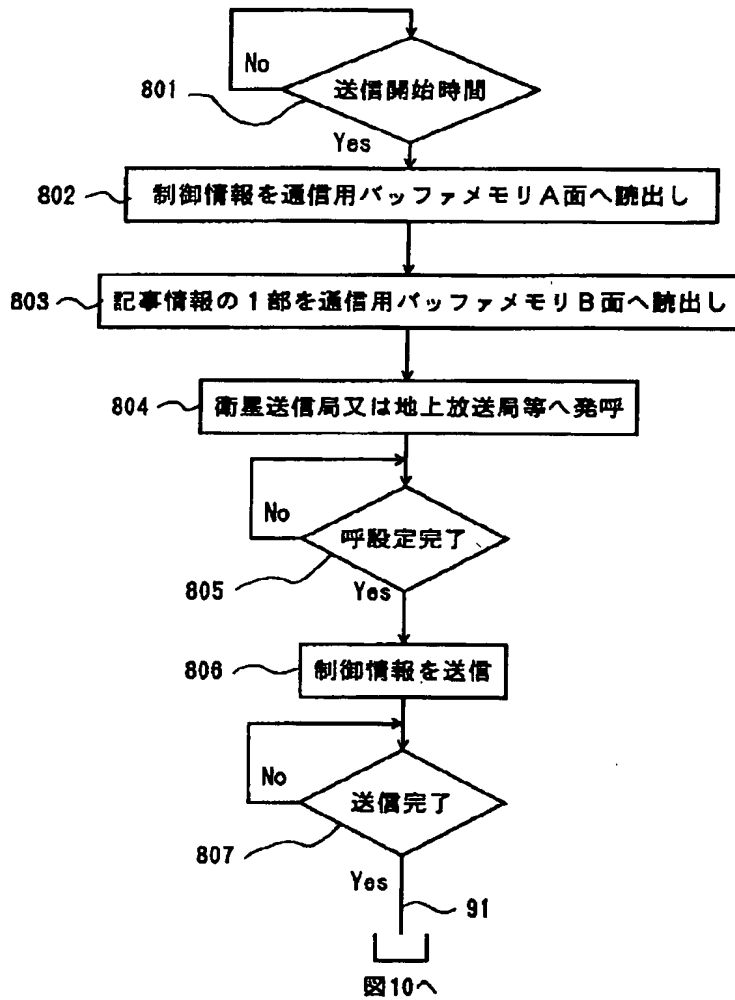 No
801
送信開始時間
Yes
802
制御情報を通信用バッファメモリA面へ読出し
803
記事情報の1部を通信用バッファメモリB面へ読出し
804
衛星送信局又は地上放送局等へ発呼
No
呼設定完了
805
Yes
806
制御情報を送信
No
送信完了
807
Yes
91
図10へ